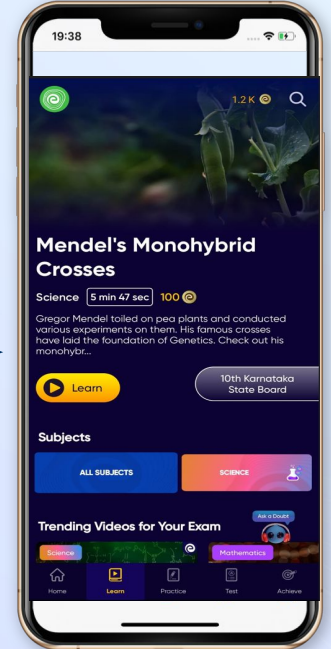 19:38
1.2 K
Mendel's Monohybrid
Crosses
Science 5 min 47 sec 100
Gregor Mendel toiled on pea plants and conducted
various experiments on them. His famous crosses
have laid the foundation of Genetics. Check out his
monohybr...
Learn
10th Karnataka
State Board
Subjects
ALL SUBJECTS
SCIENCE
Trending Videos for Your Exam
Ask a Doubt
Science
Mathematics
Home
Learn
Practice
Test
Achieve